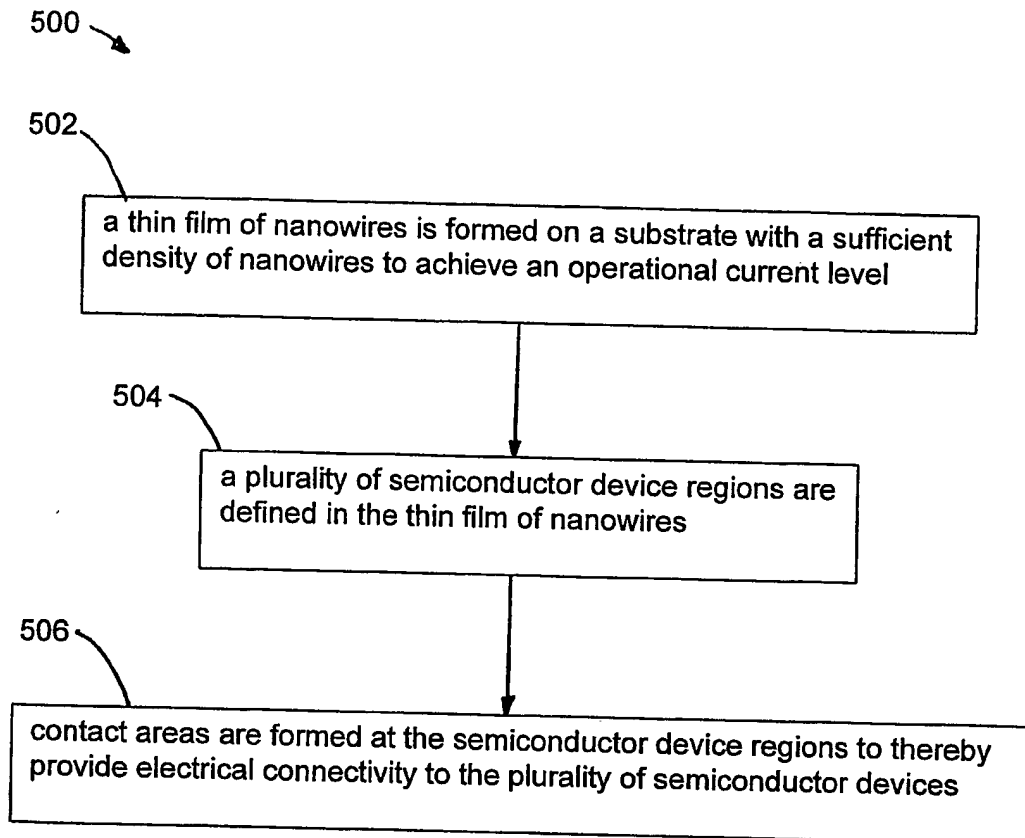 500
502
a thin film of nanowires is formed on a substrate with a sufficient
density of nanowires to achieve an operational current level
504
a plurality of semiconductor device regions are
defined in the thin film of nanowires
506
contact areas are formed at the semiconductor device regions to thereby
provide electrical connectivity to the plurality of semiconductor devices